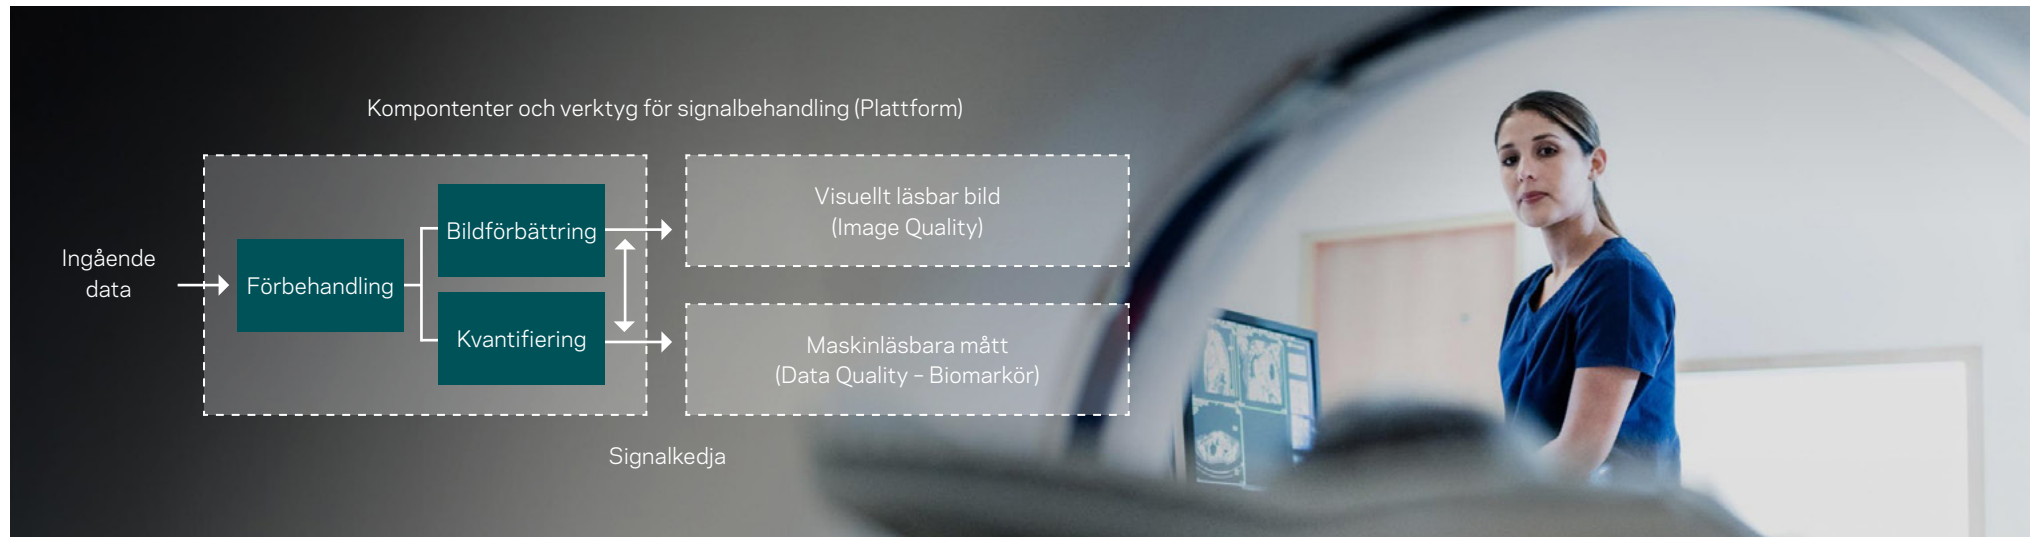 Kompontenter och verktyg för signalbehandling (Plattform)
Ingående
data
Förbehandling
Bildförbättring
Kvantifiering
Visuellt läsbar bild
(Image Quality)
Maskinläsbara mått
(Data Quality – Biomarkör)
Signalkedja